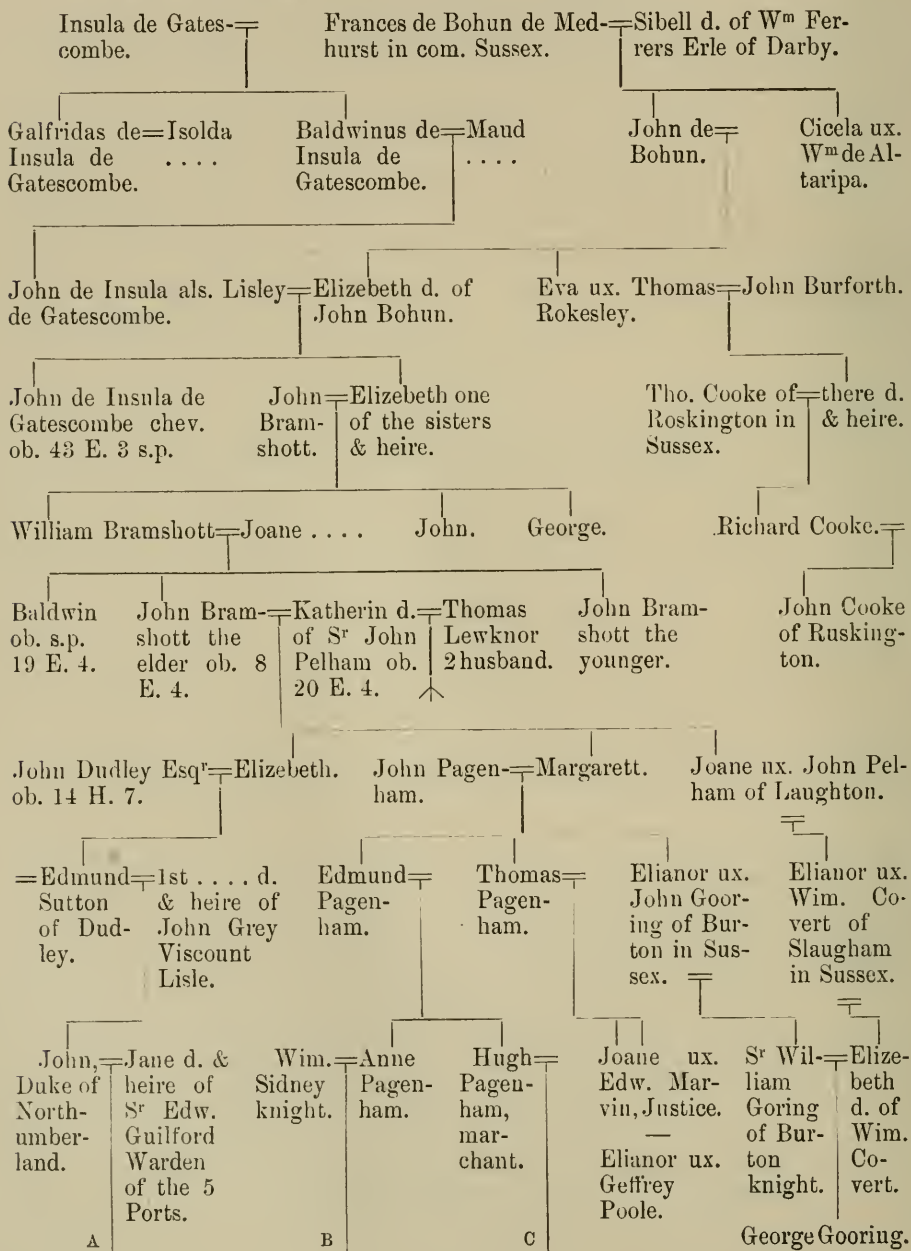 Insula de Gates-
combe.
Frances de Bohun de Med-
hurst in com. Sussex.
Sibell d. of Wᵐ Fer-
rers Erle of Darby.
Galfridas de=Isolda
Insula de . . . .
Gatescombe.
Baldwinus de Maud
Insula de . . . .
Gatescombe.
John de
Bohun.
Cicela ux.
Wᵐ de Al-
taripa.
John de Insula als. Lisley
de Gatescombe.
Elizebeth d. of
John Bohun.
Eva ux. Thomas
Rokesley.
John Burforth.
John de Insula de
Gatescombe chev.
ob. 43 E. 3 s.p.
John
Bram-
shott.
Elizebeth one
of the sisters
& heire.
Tho. Cooke of
Roskington in
Sussex.
there d.
& heire.
William Bramshott
Joane . . . .
John.
George.
Richard Cooke.
Baldwin
ob. s.p.
19 E. 4.
John Bram-
shott the
elder ob. 8
E. 4.
Katherin d.
of Sʳ John
Pelham ob.
20 E. 4.
Thomas
Lewknor
2 husband.
John Bram-
shott the
younger.
John Cooke
of Rusking-
ton.
John Dudley Esqʳ
ob. 14 H. 7.
Elizebeth.
John Pagen-
ham.
Margarett.
Joane ux. John Pel-
ham of Laughton.
=Edmund
Sutton
of Dud-
ley.
1st . . . . d.
& heire of
John Grey
Viscount
Lisle.
Edmund
Pagen-
ham.
Thomas
Pagen-
ham.
Elianor ux.
John Goor-
ing of Bur-
ton in Sus-
sex.
Elianor ux.
Wim. Co-
vert of
Slaugham
in Sussex.
John,
Duke of
North-
umber-
land.
Jane d. &
heire of
Sʳ Edw.
Guilford
Warden
of the 5
Ports.
Wim.
Sidney
knight.
Anne
Pagen-
ham.
Hugh
Pagen-
ham,
mar-
chant.
Joane ux.
Edw. Mar-
vin, Justice.
—
Elianor ux.
Geffrey
Poole.
Sʳ Wil-
liam
Goring
of Bur-
ton
knight.
Elize-
beth
d. of
Wim.
Co-
vert.
A
B
C
George Gooring.